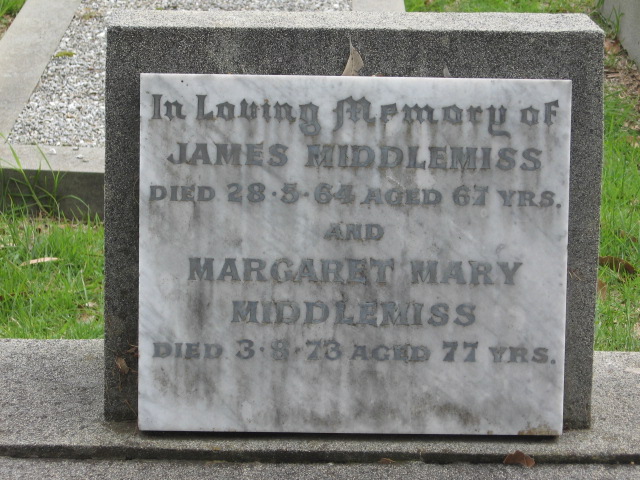 In Loving Memory of
JAMES MIDDLEMISS
DIED 28·5·64 AGED 67 YRS.
AND
MARGARET MARY
MIDDLEMISS
DIED 3·8·73 AGED 77 YRS.